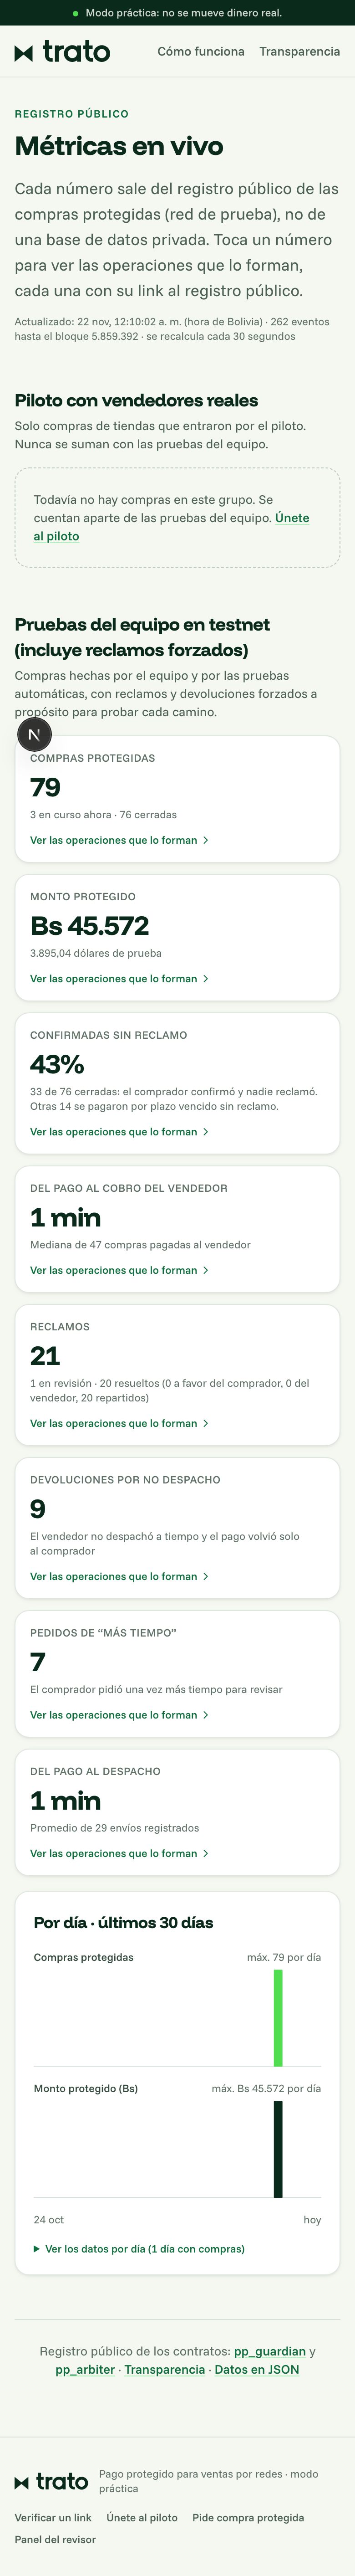 Modo práctica: no se mueve dinero real.
trato
Cómo funciona Transparencia
REGISTRO PÚBLICO
Métricas en vivo
Cada número sale del registro público de las
compras protegidas (red de prueba), no de
una base de datos privada. Toca un número
para ver las operaciones que lo forman,
cada una con su link al registro público.
Actualizado: 22 nov, 12:10:02 a. m. (hora de Bolivia) · 262 eventos
hasta el bloque 5.859.392 · se recalcula cada 30 segundos
Piloto con vendedores reales
Solo compras de tiendas que entraron por el piloto.
Nunca se suman con las pruebas del equipo.
Todavía no hay compras en este grupo. Se
cuentan aparte de las pruebas del equipo. Únete
al piloto
Pruebas del equipo en testnet
(incluye reclamos forzados)
Compras hechas por el equipo y por las pruebas
automáticas, con reclamos y devoluciones forzados a
propósito para probar cada camino.
N
COMPRAS PROTEGIDAS
79
3 en curso ahora · 76 cerradas
Ver las operaciones que lo forman >
MONTO PROTEGIDO
Bs 45.572
3.895,04 dólares de prueba
Ver las operaciones que lo forman >
CONFIRMADAS SIN RECLAMO
43%
33 de 76 cerradas: el comprador confirmó y nadie reclamó.
Otras 14 se pagaron por plazo vencido sin reclamo.
Ver las operaciones que lo forman >
DEL PAGO AL COBRO DEL VENDEDOR
1 min
Mediana de 47 compras pagadas al vendedor
Ver las operaciones que lo forman >
RECLAMOS
21
1 en revisión · 20 resueltos (0 a favor del comprador, 0 del
vendedor, 20 repartidos)
Ver las operaciones que lo forman >
DEVOLUCIONES POR NO DESPACHO
9
El vendedor no despachó a tiempo y el pago volvió solo
al comprador
Ver las operaciones que lo forman >
PEDIDOS DE “MÁS TIEMPO”
7
El comprador pidió una vez más tiempo para revisar
Ver las operaciones que lo forman >
DEL PAGO AL DESPACHO
1 min
Promedio de 29 envíos registrados
Ver las operaciones que lo forman >
Por día · últimos 30 días
Compras protegidas máx. 79 por día
Monto protegido (Bs) máx. Bs 45.572 por día
24 oct hoy
Ver los datos por día (1 día con compras)
Registro público de los contratos: pp_guardian y
pp_arbiter · Transparencia · Datos en JSON
trato
Pago protegido para ventas por redes · modo
práctica
Verificar un link Únete al piloto Pide compra protegida
Panel del revisor